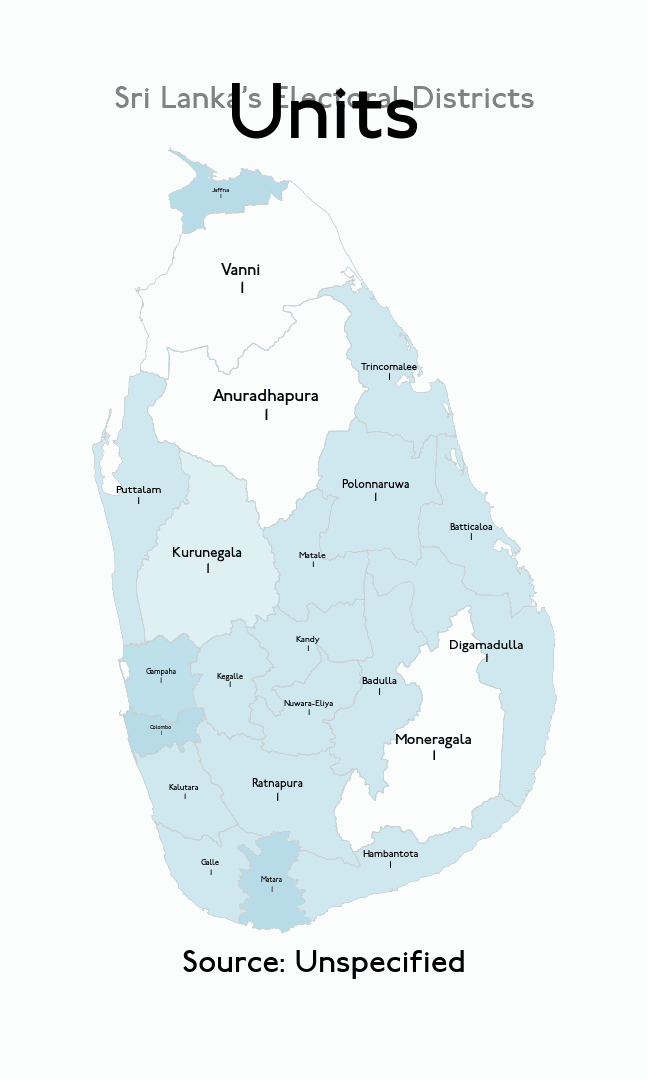 Sri Lanka's Electoral Districts
Units
Jaffna
I
Vanni
I
Trincomalee
I
Anuradhapura
I
Polonnaruwa
I
Puttalam
I
Batticaloa
I
Kurunegala
I
Matale
I
Kandy
I
Digamadulla
I
Gampaha
I
Kegalle
I
Badulla
I
Nuwara-Eliya
I
Colombo
I
Moneragala
I
Ratnapura
I
Kalutara
I
Hambantota
I
Galle
I
Matara
I
Source: Unspecified